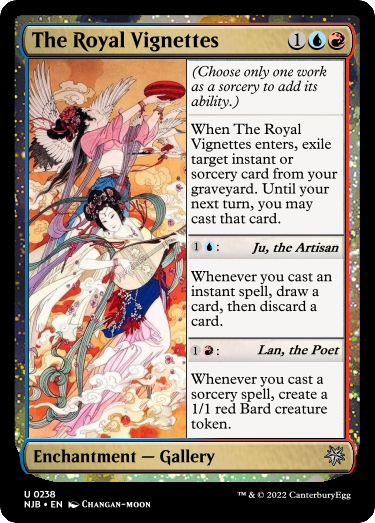 The Royal Vignettes 1
(Choose only one work
as a sorcery to add its
ability.)
When The Royal
Vignettes enters, exile
target instant or
sorcery card from your
graveyard. Until your
next turn, you may
cast that card.
1 : Ju, the Artisan
Whenever you cast an
instant spell, draw a
card, then discard a
card.
1 : Lan, the Poet
Whenever you cast a
sorcery spell, create a
1/1 red Bard creature
token.
Enchantment — Gallery
U 0238
NJB • EN Changan-moon
™ & © 2022 CanterburyEgg